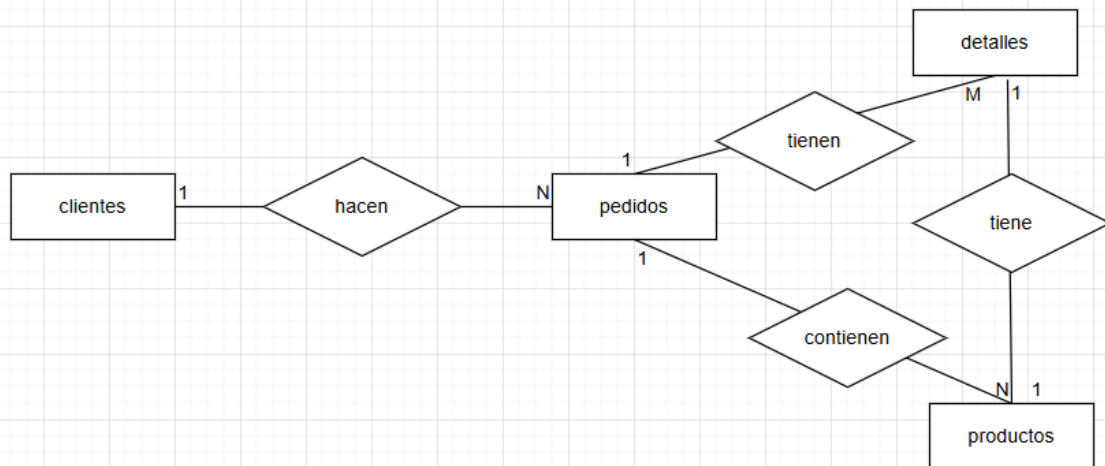 detalles
M 1
tienen
1
clientes
1
hacen
N
pedidos
tiene
1
contienen
N 1
productos